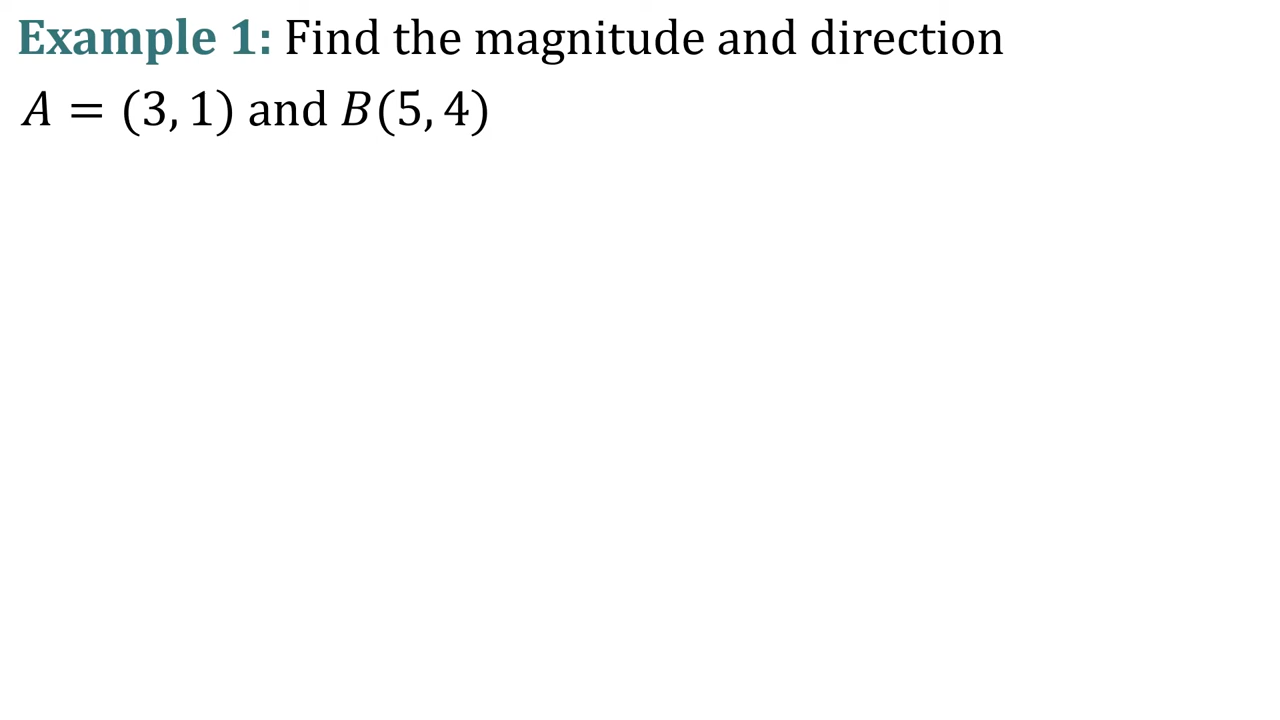 Example 1: Find the magnitude and direction
A = (3, 1) and B(5, 4)